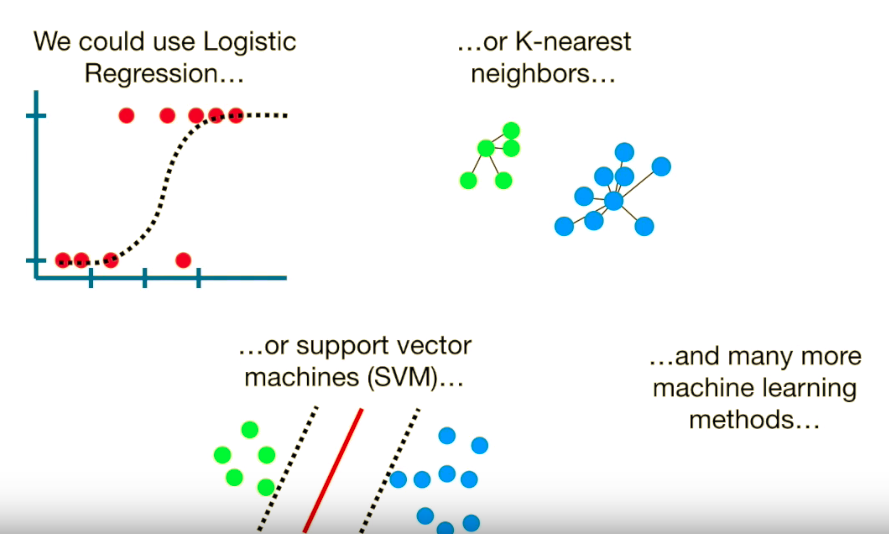 We could use Logistic
Regression…
…or K-nearest
neighbors…
…or support vector
machines (SVM)…
…and many more
machine learning
methods…